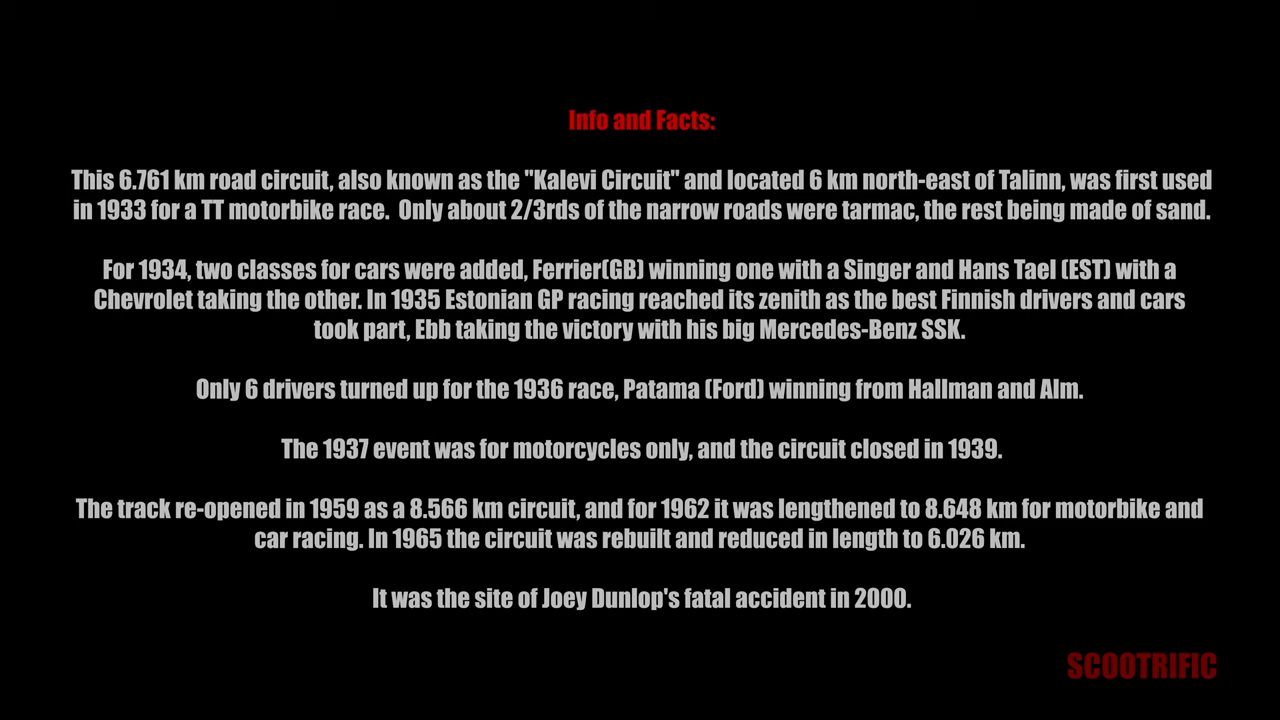 Info and Facts:
This 6.761 km road circuit, also known as the "Kalevi Circuit" and located 6 km north-east of Talinn, was first used
in 1933 for a TT motorbike race.  Only about 2/3rds of the narrow roads were tarmac, the rest being made of sand.
For 1934, two classes for cars were added, Ferrier(GB) winning one with a Singer and Hans Tael (EST) with a
Chevrolet taking the other. In 1935 Estonian GP racing reached its zenith as the best Finnish drivers and cars
took part, Ebb taking the victory with his big Mercedes-Benz SSK.
Only 6 drivers turned up for the 1936 race, Patama (Ford) winning from Hallman and Alm.
The 1937 event was for motorcycles only, and the circuit closed in 1939.
The track re-opened in 1959 as a 8.566 km circuit, and for 1962 it was lengthened to 8.648 km for motorbike and
car racing. In 1965 the circuit was rebuilt and reduced in length to 6.026 km.
It was the site of Joey Dunlop's fatal accident in 2000.
SCOOTRIFIC